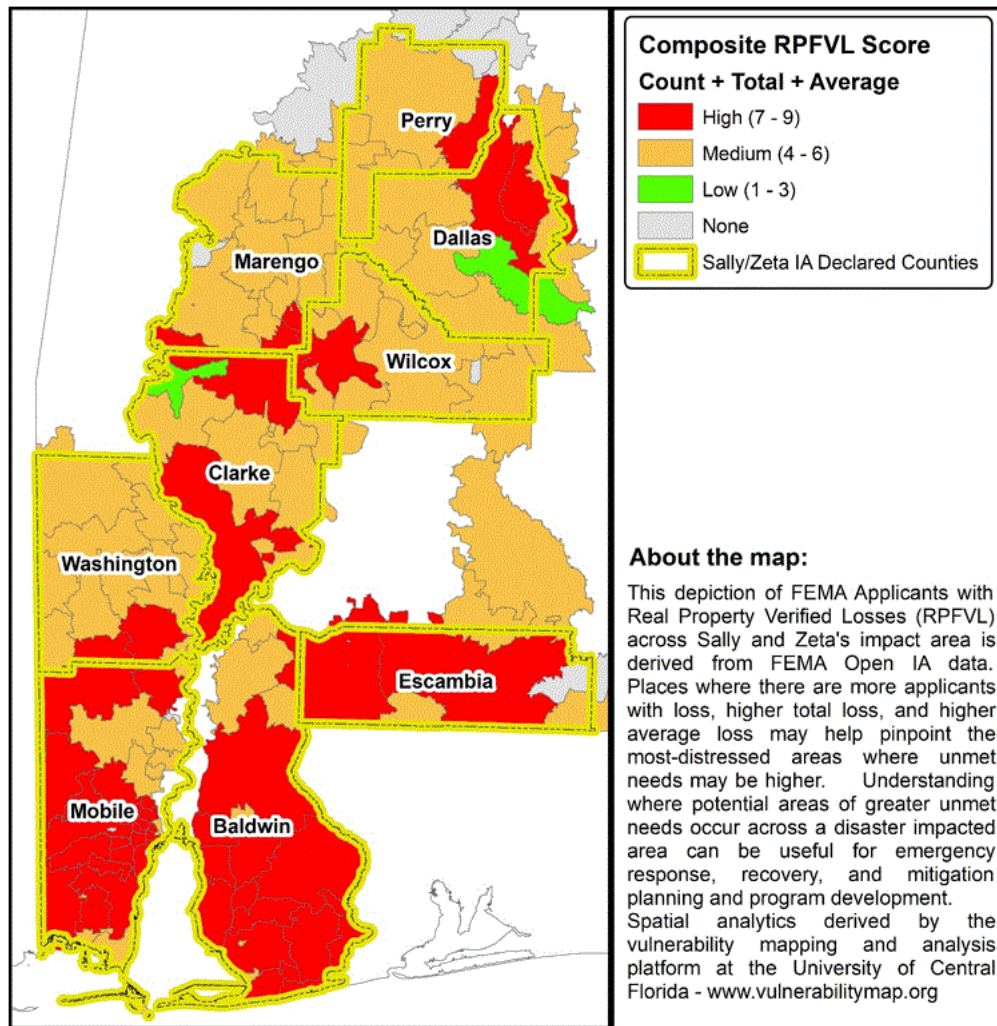 Perry
Dallas
Marengo
Wilcox
Clarke
Washington
Escambia
Mobile
Baldwin
Composite RPFVL Score
Count + Total + Average
High (7 - 9)
Medium (4 - 6)
Low (1 - 3)
None
Sally/Zeta IA Declared Counties
About the map:
This depiction of FEMA Applicants with
Real Property Verified Losses (RPFVL)
across Sally and Zeta's impact area is
derived from FEMA Open IA data.
Places where there are more applicants
with loss, higher total loss, and higher
average loss may help pinpoint the
most-distressed areas where unmet
needs may be higher. Understanding
where potential areas of greater unmet
needs occur across a disaster impacted
area can be useful for emergency
response, recovery, and mitigation
planning and program development.
Spatial analytics derived by the
vulnerability mapping and analysis
platform at the University of Central
Florida - www.vulnerabilitymap.org